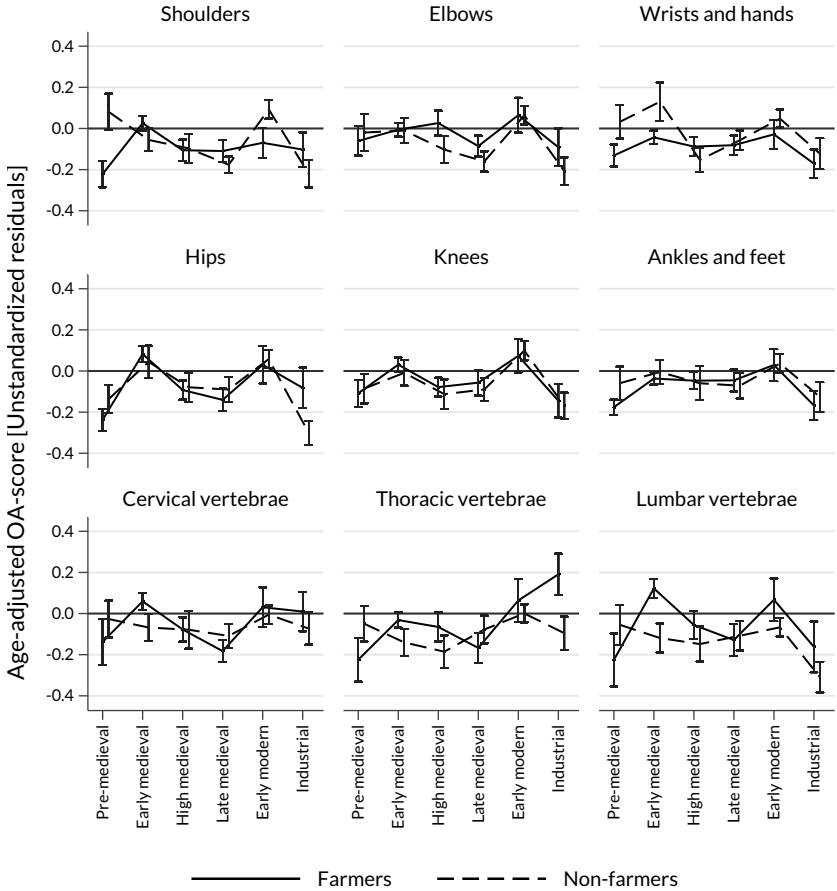 Shoulders Elbows Wrists and hands
0.4
0.2
0.0
-0.2
-0.4
Hips Knees Ankles and feet
0.4
0.2
0.0
-0.2
-0.4
Cervical vertebrae Thoracic vertebrae Lumbar vertebrae
0.4
0.2
0.0
-0.2
-0.4
Age-adjusted OA-score [Unstandardized residuals]
Pre-medieval Early medieval High medieval Late medieval Early modern Industrial Pre-medieval Early medieval High medieval Late medieval Early modern Industrial Pre-medieval Early medieval High medieval Late medieval Early modern Industrial
Farmers Non-farmers